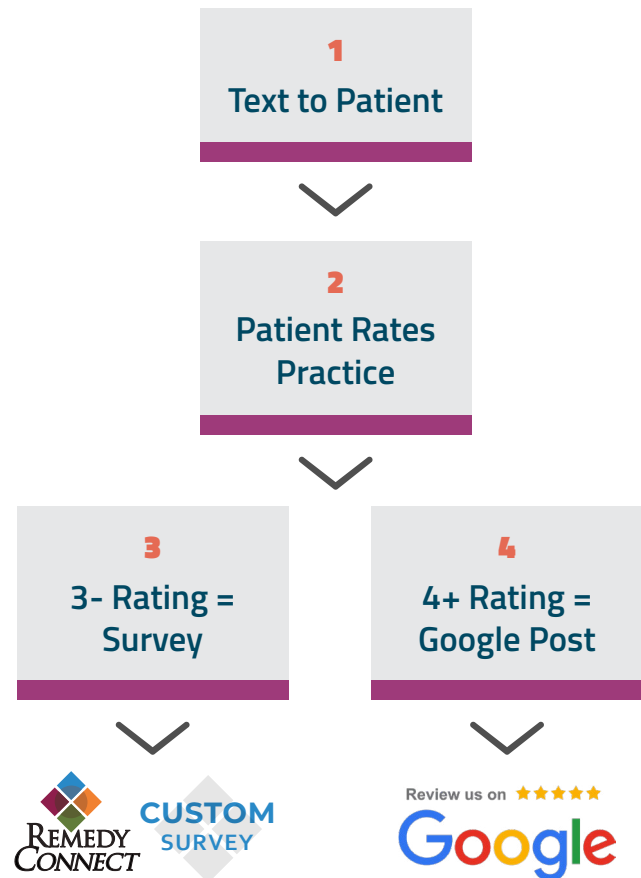 1
Text to Patient
2
Patient Rates
Practice
3
3- Rating =
Survey
4
4+ Rating =
Google Post
REMEDY
CONNECT
CUSTOM
SURVEY
Review us on
Google